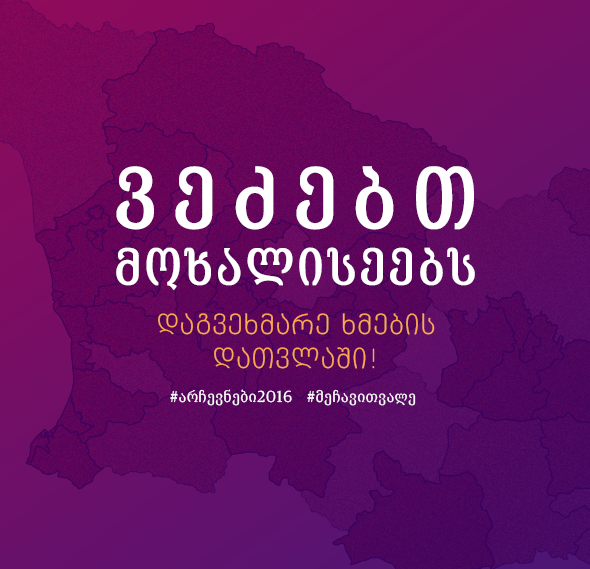 ვეძებთ
მოხალისეებს
დაგვეხმარე ხმების
დათვლაში!
#არჩევნები2016 #მეჩავითვალე